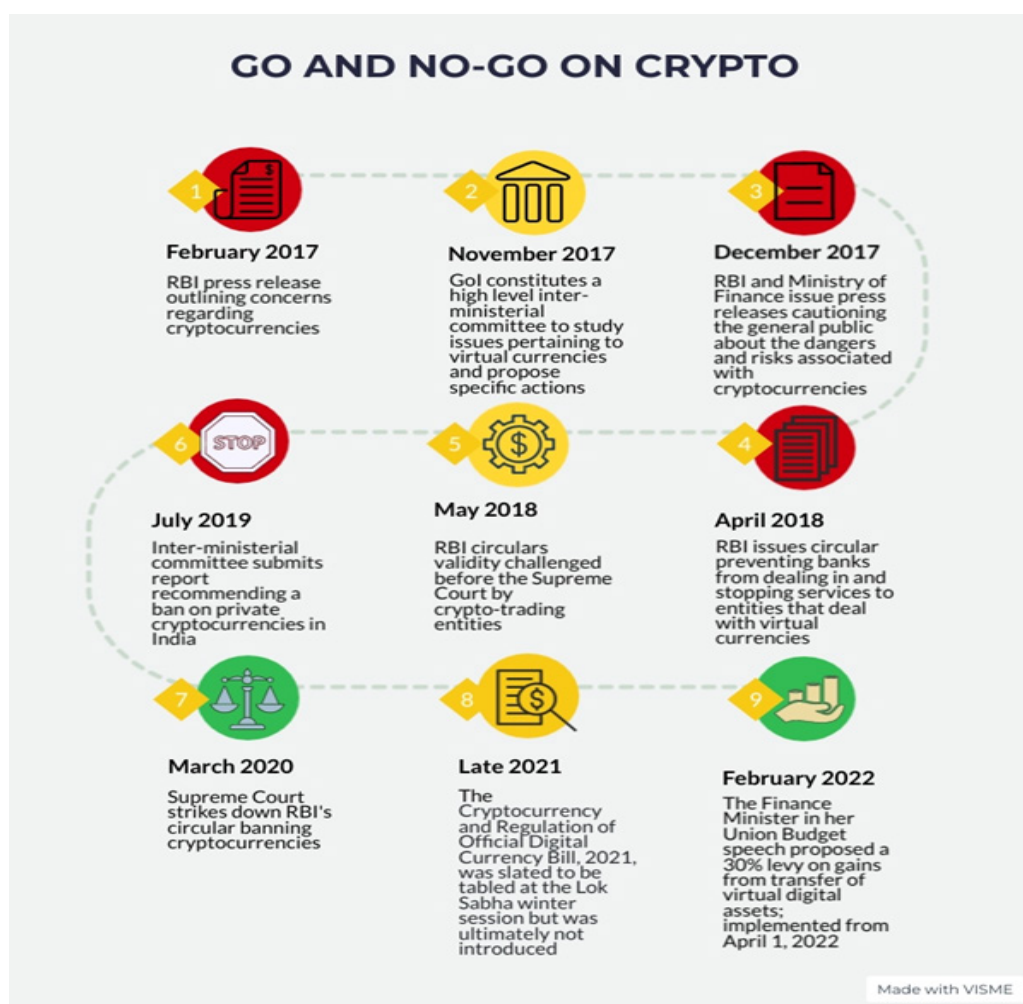 GO AND NO-GO ON CRYPTO
1
$
February 2017
RBI press release
outlining concerns
regarding
cryptocurrencies
2
November 2017
GoI constitutes a
high level inter-
ministerial
committee to study
issues pertaining to
virtual currencies
and propose
specific actions
3
December 2017
RBI and Ministry of
Finance issue press
releases cautioning
the general public
about the dangers
and risks associated
with
cryptocurrencies
4
April 2018
RBI issues circular
preventing banks
from dealing in and
stopping services to
entities that deal
with virtual
currencies
5
$
May 2018
RBI circulars
validity challenged
before the Supreme
Court by
crypto-trading
entities
6
STOP
July 2019
Inter-ministerial
committee submits
report
recommending a
ban on private
cryptocurrencies in
India
7
March 2020
Supreme Court
strikes down RBI's
circular banning
cryptocurrencies
8
$
Late 2021
The
Cryptocurrency
and Regulation of
Official Digital
Currency Bill, 2021,
was slated to be
tabled at the Lok
Sabha winter
session but was
ultimately not
introduced
9
February 2022
The Finance
Minister in her
Union Budget
speech proposed a
30% levy on gains
from transfer of
virtual digital
assets;
implemented from
April 1, 2022
Made with VISME